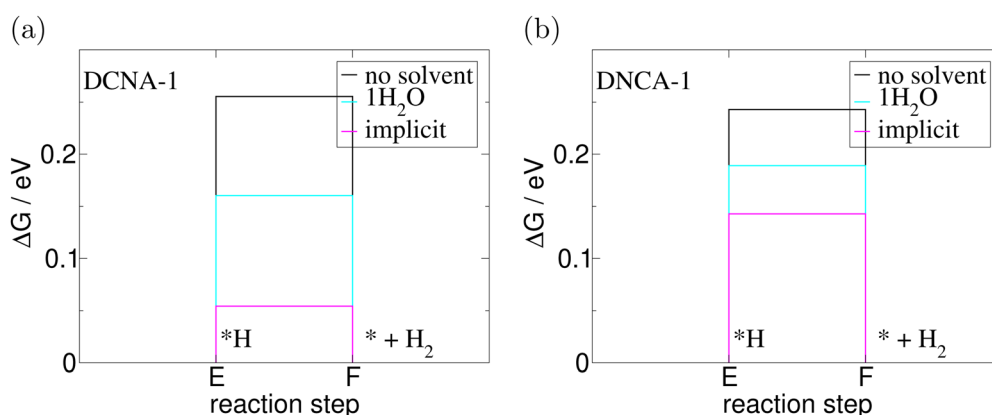 (a)
DCNA-1
no solvent
1H₂O
implicit
0.2
0.1
0
ΔG / eV
*H
* + H₂
E
F
reaction step
(b)
DNCA-1
no solvent
1H₂O
implicit
0.2
0.1
0
ΔG / eV
*H
* + H₂
E
F
reaction step